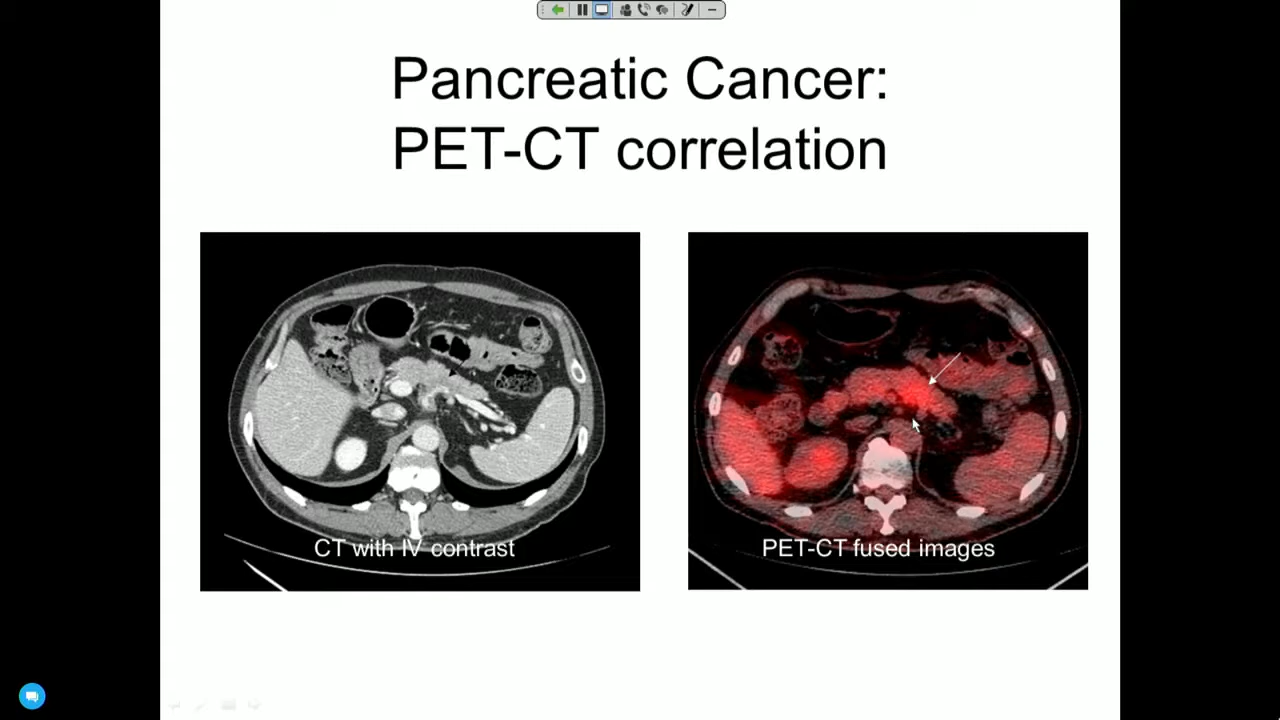 Pancreatic Cancer:
PET-CT correlation
CT with IV contrast
PET-CT fused images